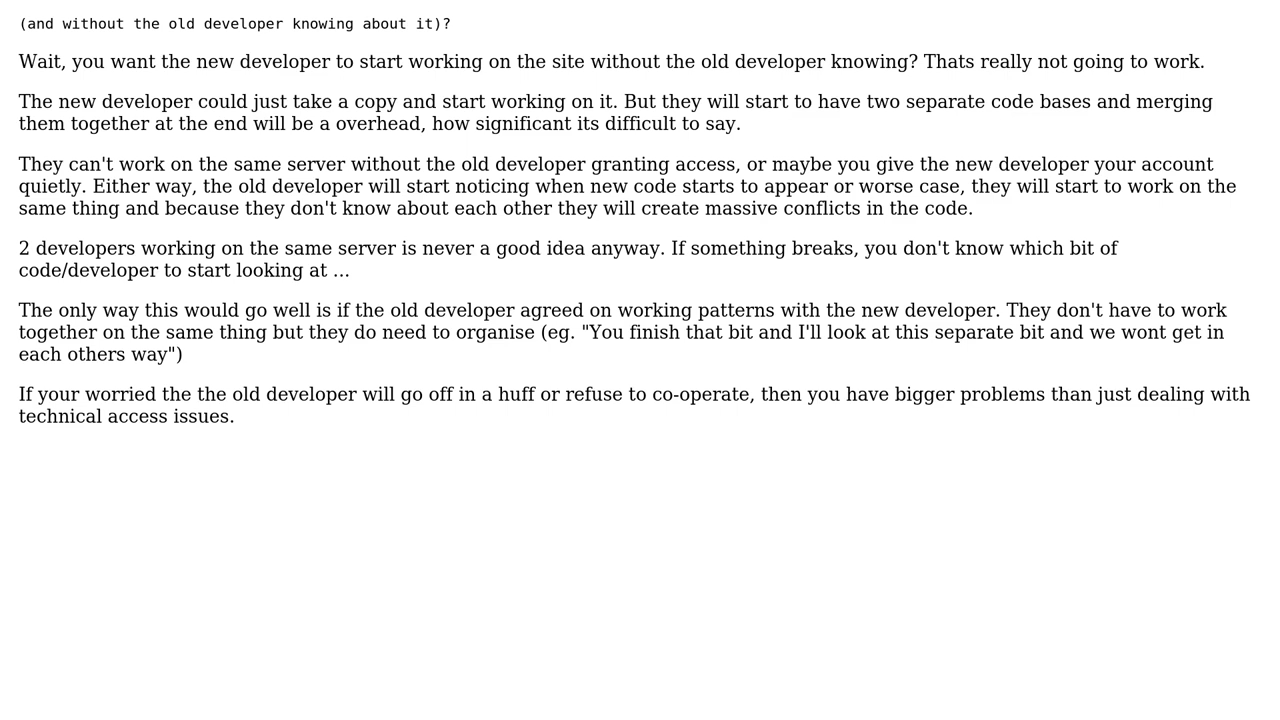 (and without the old developer knowing about it)?
Wait, you want the new developer to start working on the site without the old developer knowing? Thats really not going to work.
The new developer could just take a copy and start working on it. But they will start to have two separate code bases and merging
them together at the end will be a overhead, how significant its difficult to say.
They can't work on the same server without the old developer granting access, or maybe you give the new developer your account
quietly. Either way, the old developer will start noticing when new code starts to appear or worse case, they will start to work on the
same thing and because they don't know about each other they will create massive conflicts in the code.
2 developers working on the same server is never a good idea anyway. If something breaks, you don't know which bit of
code/developer to start looking at ...
The only way this would go well is if the old developer agreed on working patterns with the new developer. They don't have to work
together on the same thing but they do need to organise (eg. "You finish that bit and I'll look at this separate bit and we wont get in
each others way")
If your worried the the old developer will go off in a huff or refuse to co-operate, then you have bigger problems than just dealing with
technical access issues.